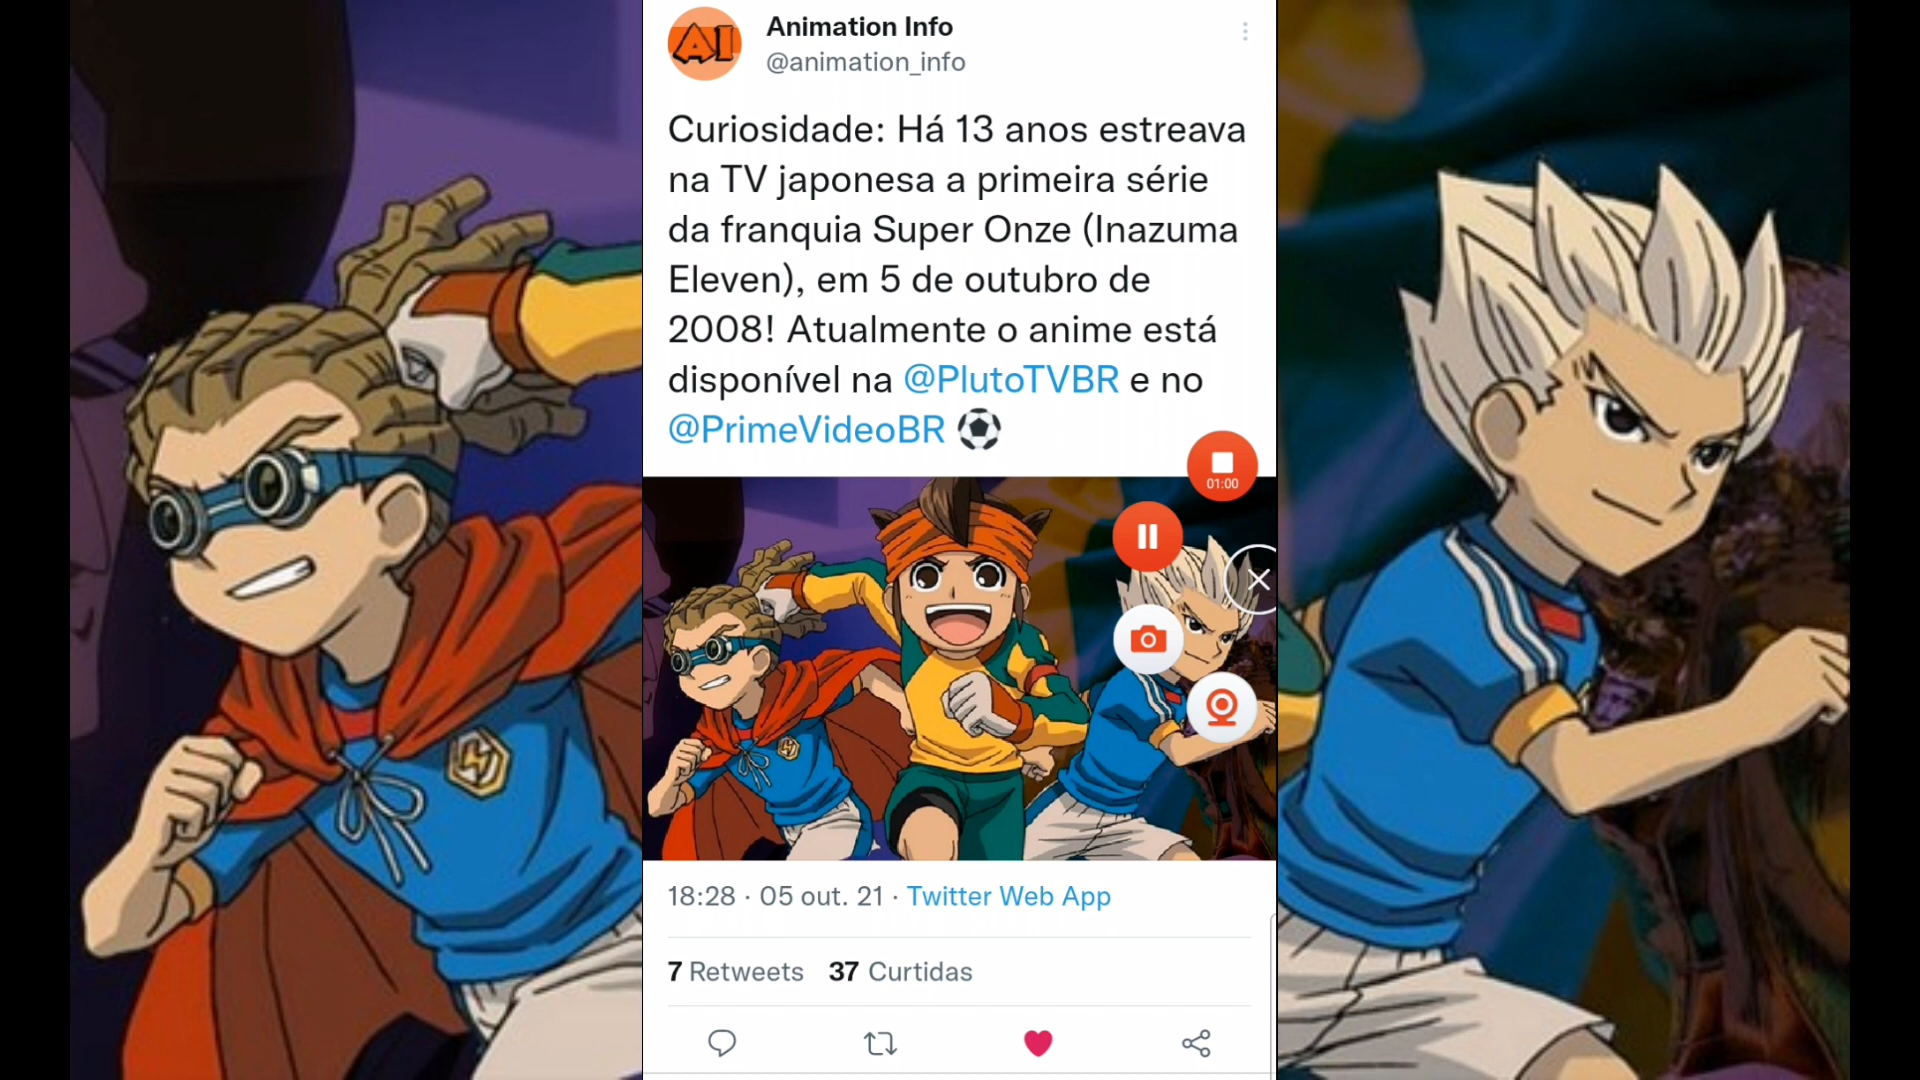 AI
Animation Info
@animation_info
Curiosidade: Há 13 anos estreava
na TV japonesa a primeira série
da franquia Super Onze (Inazuma
Eleven), em 5 de outubro de
2008! Atualmente o anime está
disponível na @PlutoTVBR e no
@PrimeVideoBR ⚽
01:00
18:28 · 05 out. 21 · Twitter Web App
7 Retweets 37 Curtidas